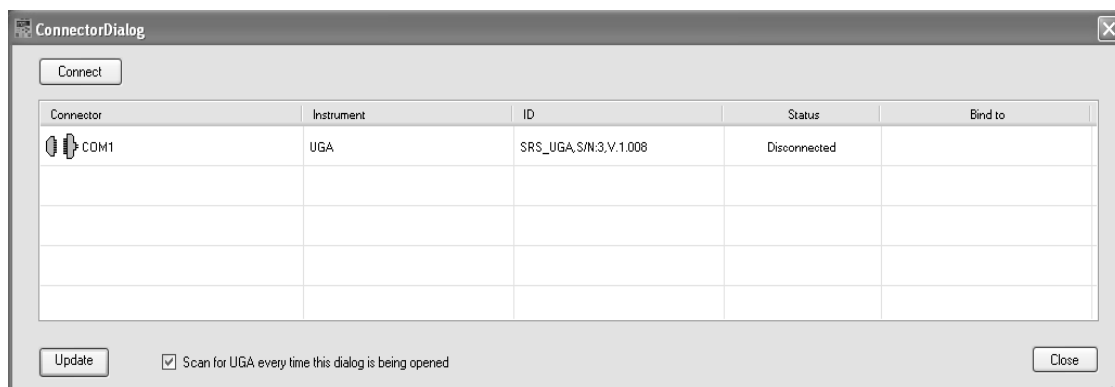 ConnectorDialog
Connect
Connector Instrument ID Status Bind to
COM1 UGA SRS_UGA,S/N:3,V.1.008 Disconnected
Update Scan for UGA every time this dialog is being opened Close